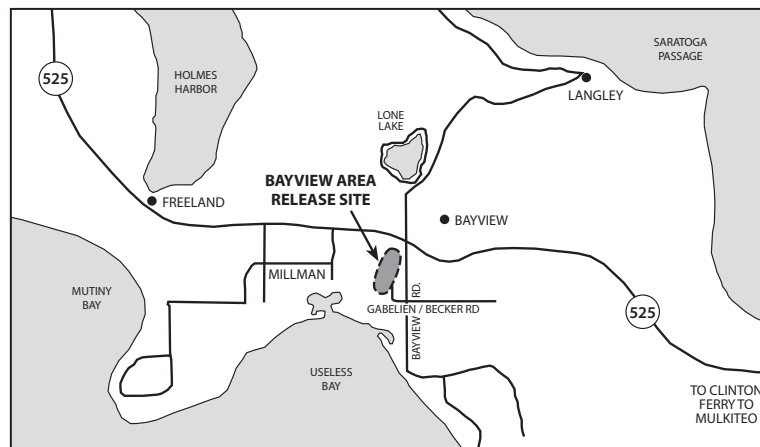 525
HOLMES
HARBOR
SARATOGA
PASSAGE
LANGLEY
LONE
LAKE
BAYVIEW AREA
RELEASE SITE
FREELAND
BAYVIEW
MILLMAN
MUTINY
BAY
GABELIEN / BECKER RD
BAYVIEW RD.
525
USELESS
BAY
TO CLINTON
FERRY TO
MULKITEO